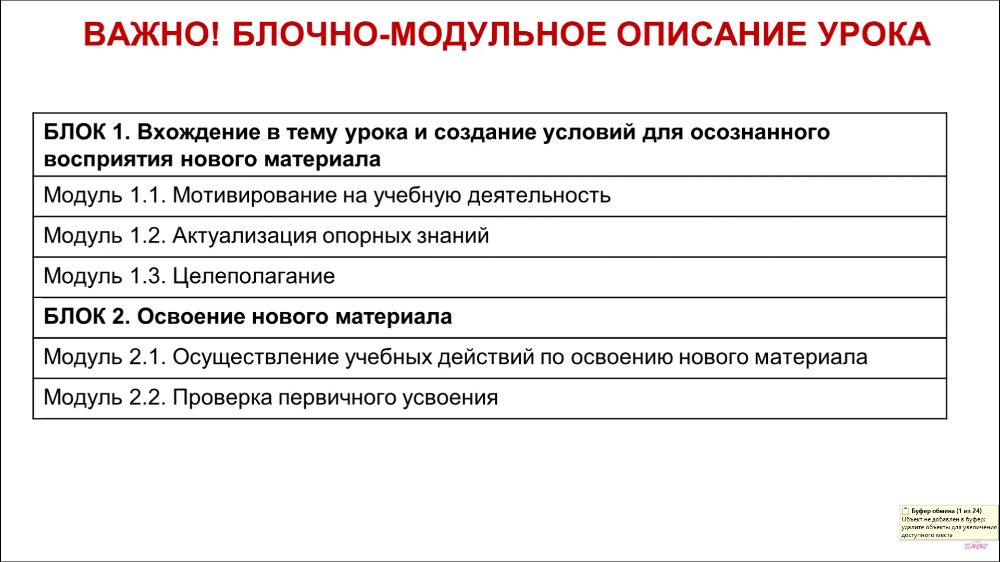 ВАЖНО! БЛОЧНО-МОДУЛЬНОЕ ОПИСАНИЕ УРОКА
БЛОК 1. Вхождение в тему урока и создание условий для осознанного
восприятия нового материала
Модуль 1.1. Мотивирование на учебную деятельность
Модуль 1.2. Актуализация опорных знаний
Модуль 1.3. Целеполагание
БЛОК 2. Освоение нового материала
Модуль 2.1. Осуществление учебных действий по освоению нового материала
Модуль 2.2. Проверка первичного усвоения
Буфер обмена (1 из 24)
Объект не добавлен в буфер:
удалите объекты для увеличения
доступного места